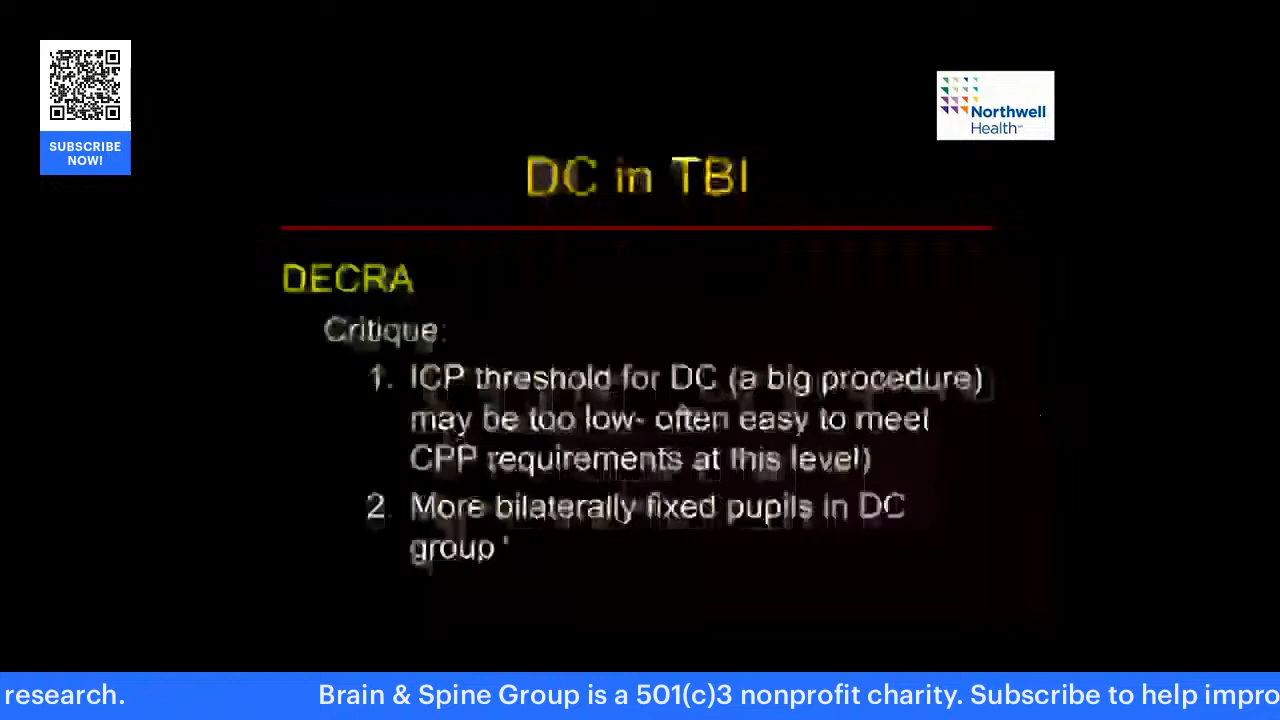 SUBSCRIBE
NOW!
Northwell
Health
DC in TBI
DECRA
Critique:
1. ICP threshold for DC (a big procedure)
may be too low- often easy to meet
CPP requirements at this level)
2. More bilaterally fixed pupils in DC
group
research. Brain & Spine Group is a 501(c)3 nonprofit charity. Subscribe to help impro